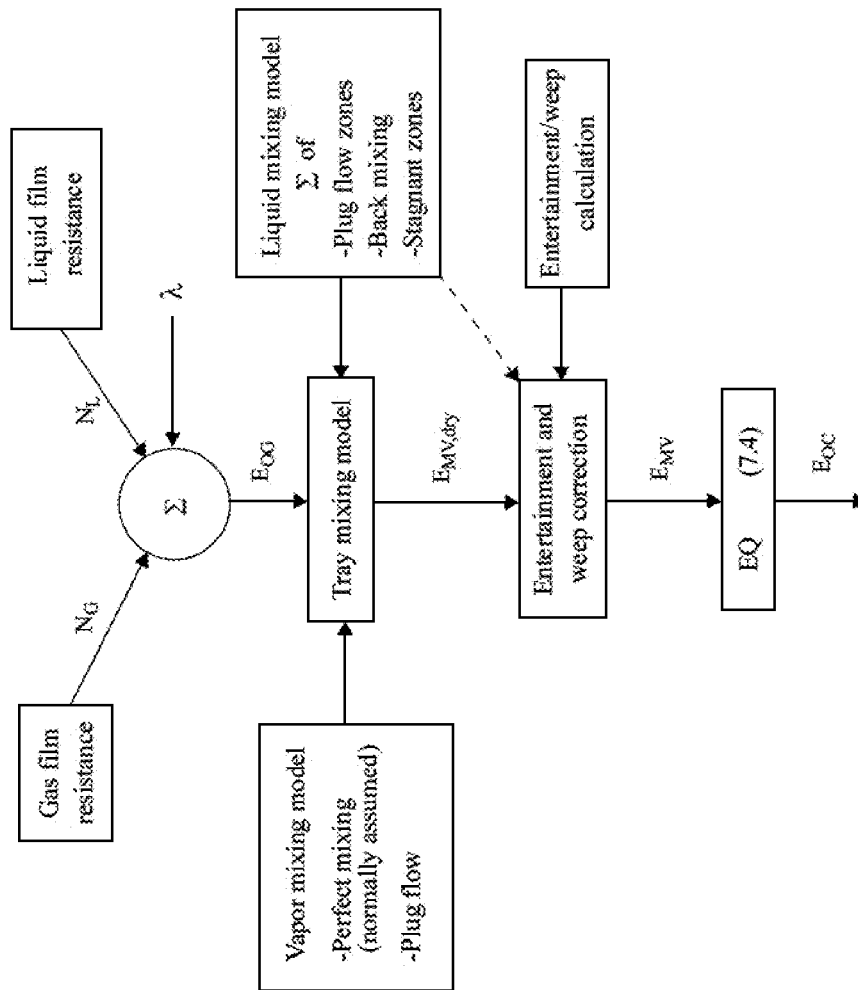 Gas film
resistance
Liquid film
resistance
N_G
N_L
Σ
λ
E_OG
Vapor mixing model
-Perfect mixing
(normally assumed)
-Plug flow
Tray mixing model
Liquid mixing model
Σ of
-Plug flow zones
-Back mixing
-Stagnant zones
E_MV,dry
Entertainment and
weep correction
Entertainment/weep
calculation
E_MV
EQ (7.4)
E_OC